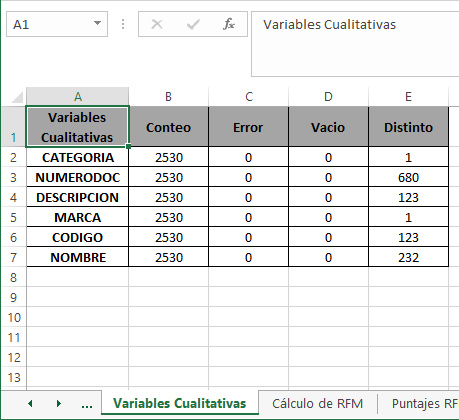 A1 fx Variables Cualitativas
A B C D E
1 Variables Cualitativas Conteo Error Vacio Distinto
2 CATEGORIA 2530 0 0 1
3 NUMERODOC 2530 0 0 680
4 DESCRIPCION 2530 0 0 123
5 MARCA 2530 0 0 1
6 CODIGO 2530 0 0 123
7 NOMBRE 2530 0 0 232
8
9
10
11
12
13
... Variables Cualitativas Cálculo de RFM Puntajes RF